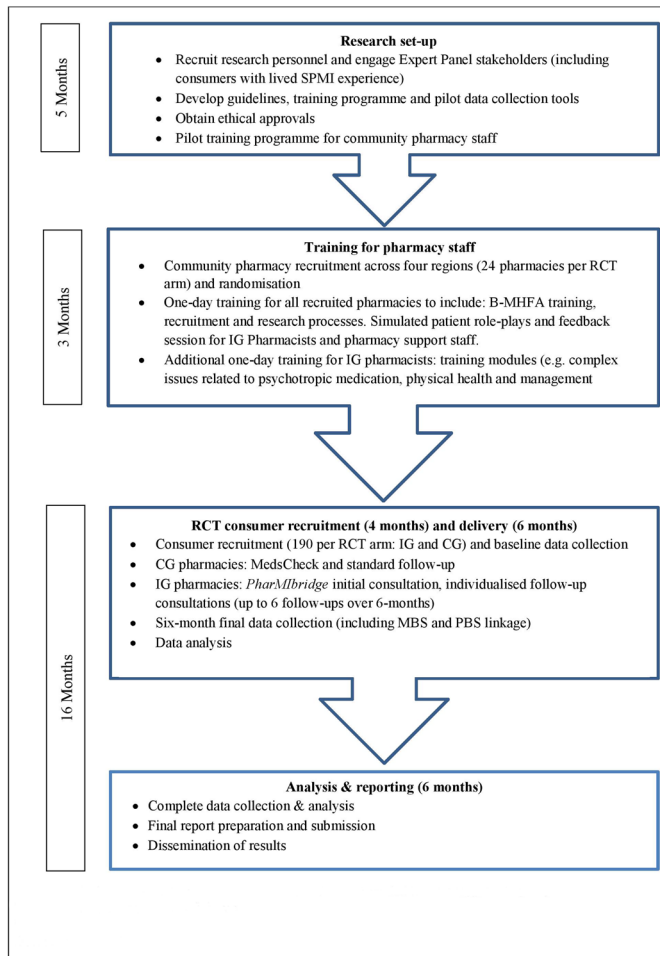 5 Months
Research set-up
• Recruit research personnel and engage Expert Panel stakeholders (including
consumers with lived SPMI experience)
• Develop guidelines, training programme and pilot data collection tools
• Obtain ethical approvals
• Pilot training programme for community pharmacy staff
3 Months
Training for pharmacy staff
• Community pharmacy recruitment across four regions (24 pharmacies per RCT
arm) and randomisation
• One-day training for all recruited pharmacies to include: B-MHFA training,
recruitment and research processes. Simulated patient role-plays and feedback
session for IG Pharmacists and pharmacy support staff.
• Additional one-day training for IG pharmacists: training modules (e.g. complex
issues related to psychotropic medication, physical health and management
16 Months
RCT consumer recruitment (4 months) and delivery (6 months)
• Consumer recruitment (190 per RCT arm: IG and CG) and baseline data collection
• CG pharmacies: MedsCheck and standard follow-up
• IG pharmacies: PharMIbridge initial consultation, individualised follow-up
consultations (up to 6 follow-ups over 6-months)
• Six-month final data collection (including MBS and PBS linkage)
• Data analysis
Analysis & reporting (6 months)
• Complete data collection & analysis
• Final report preparation and submission
• Dissemination of results